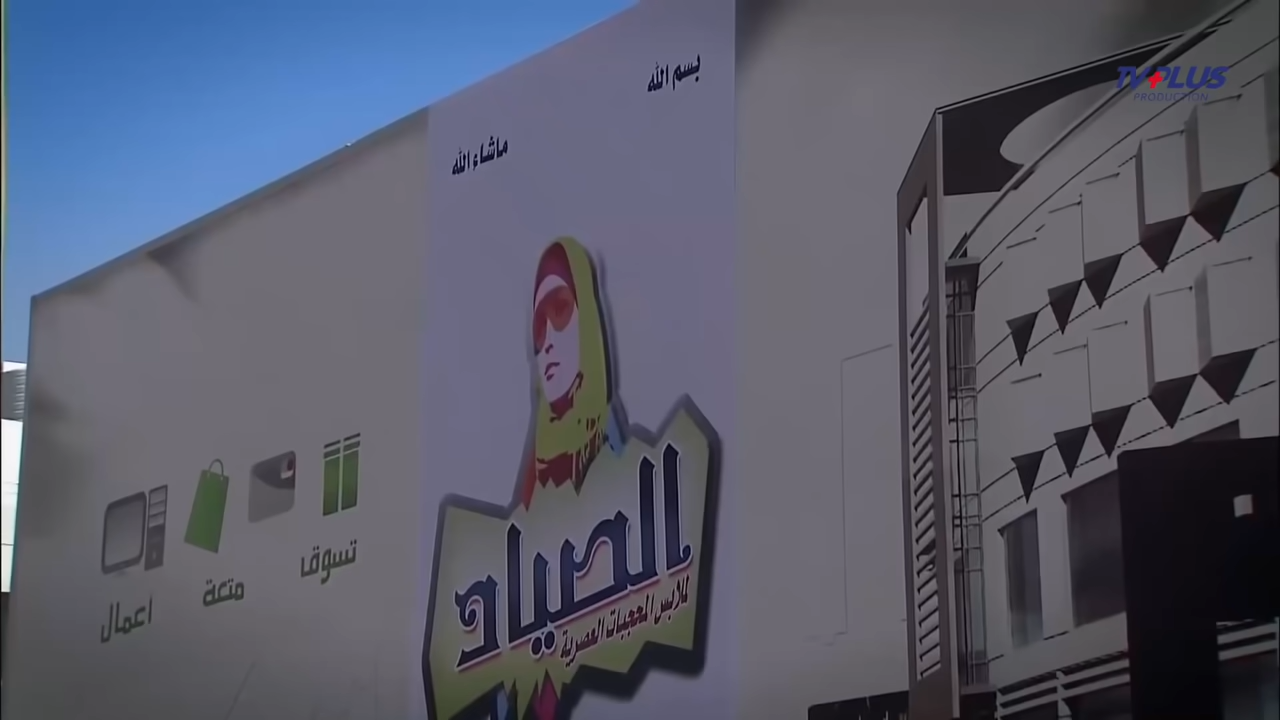 TV PLUS
PRODUCTION
بسم الله
ماشاء الله
الصياد
لملابس المحجبات العصرية
تسوق
متعة
اعمال